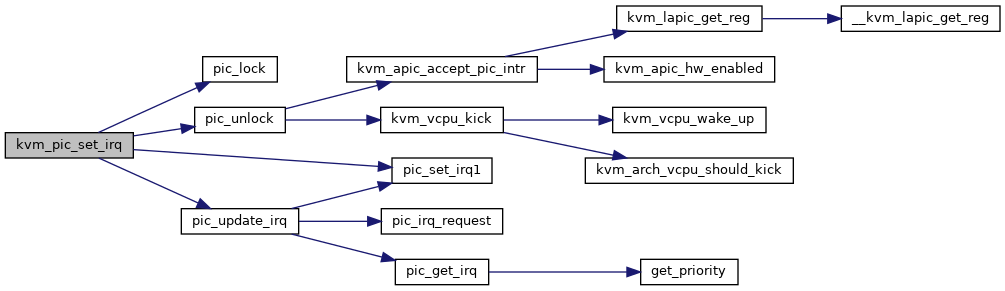 kvm_lapic_get_reg
__kvm_lapic_get_reg
pic_lock
kvm_apic_accept_pic_intr
kvm_apic_hw_enabled
pic_unlock
kvm_vcpu_kick
kvm_vcpu_wake_up
kvm_pic_set_irq
pic_set_irq1
kvm_arch_vcpu_should_kick
pic_update_irq
pic_irq_request
pic_get_irq
get_priority